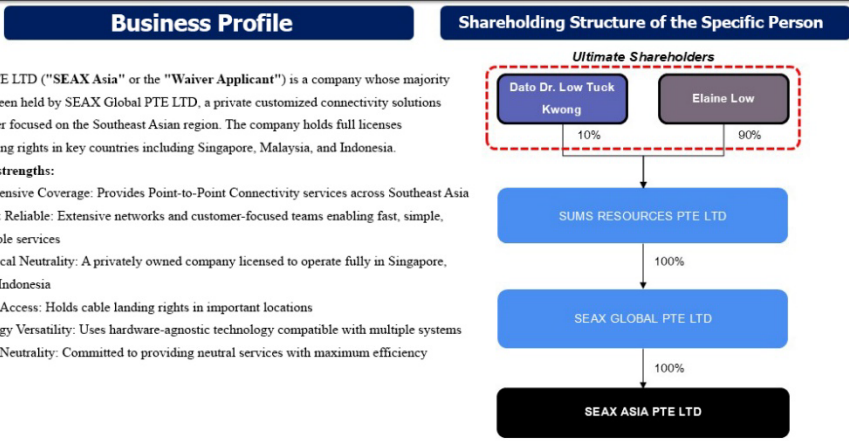 Business Profile
E LTD ("SEAX Asia" or the "Waiver Applicant") is a company whose majority
een held by SEAX Global PTE LTD, a private customized connectivity solutions
r focused on the Southeast Asian region. The company holds full licenses
ng rights in key countries including Singapore, Malaysia, and Indonesia.
trengths:
ensive Coverage: Provides Point-to-Point Connectivity services across Southeast Asia
Reliable: Extensive networks and customer-focused teams enabling fast, simple,
ble services
cal Neutrality: A privately owned company licensed to operate fully in Singapore,
Indonesia
Access: Holds cable landing rights in important locations
gy Versatility: Uses hardware-agnostic technology compatible with multiple systems
Neutrality: Committed to providing neutral services with maximum efficiency
Shareholding Structure of the Specific Person
Ultimate Shareholders
Dato Dr. Low Tuck
Kwong
Elaine Low
10%
90%
SUMS RESOURCES PTE LTD
100%
SEAX GLOBAL PTE LTD
100%
SEAX ASIA PTE LTD